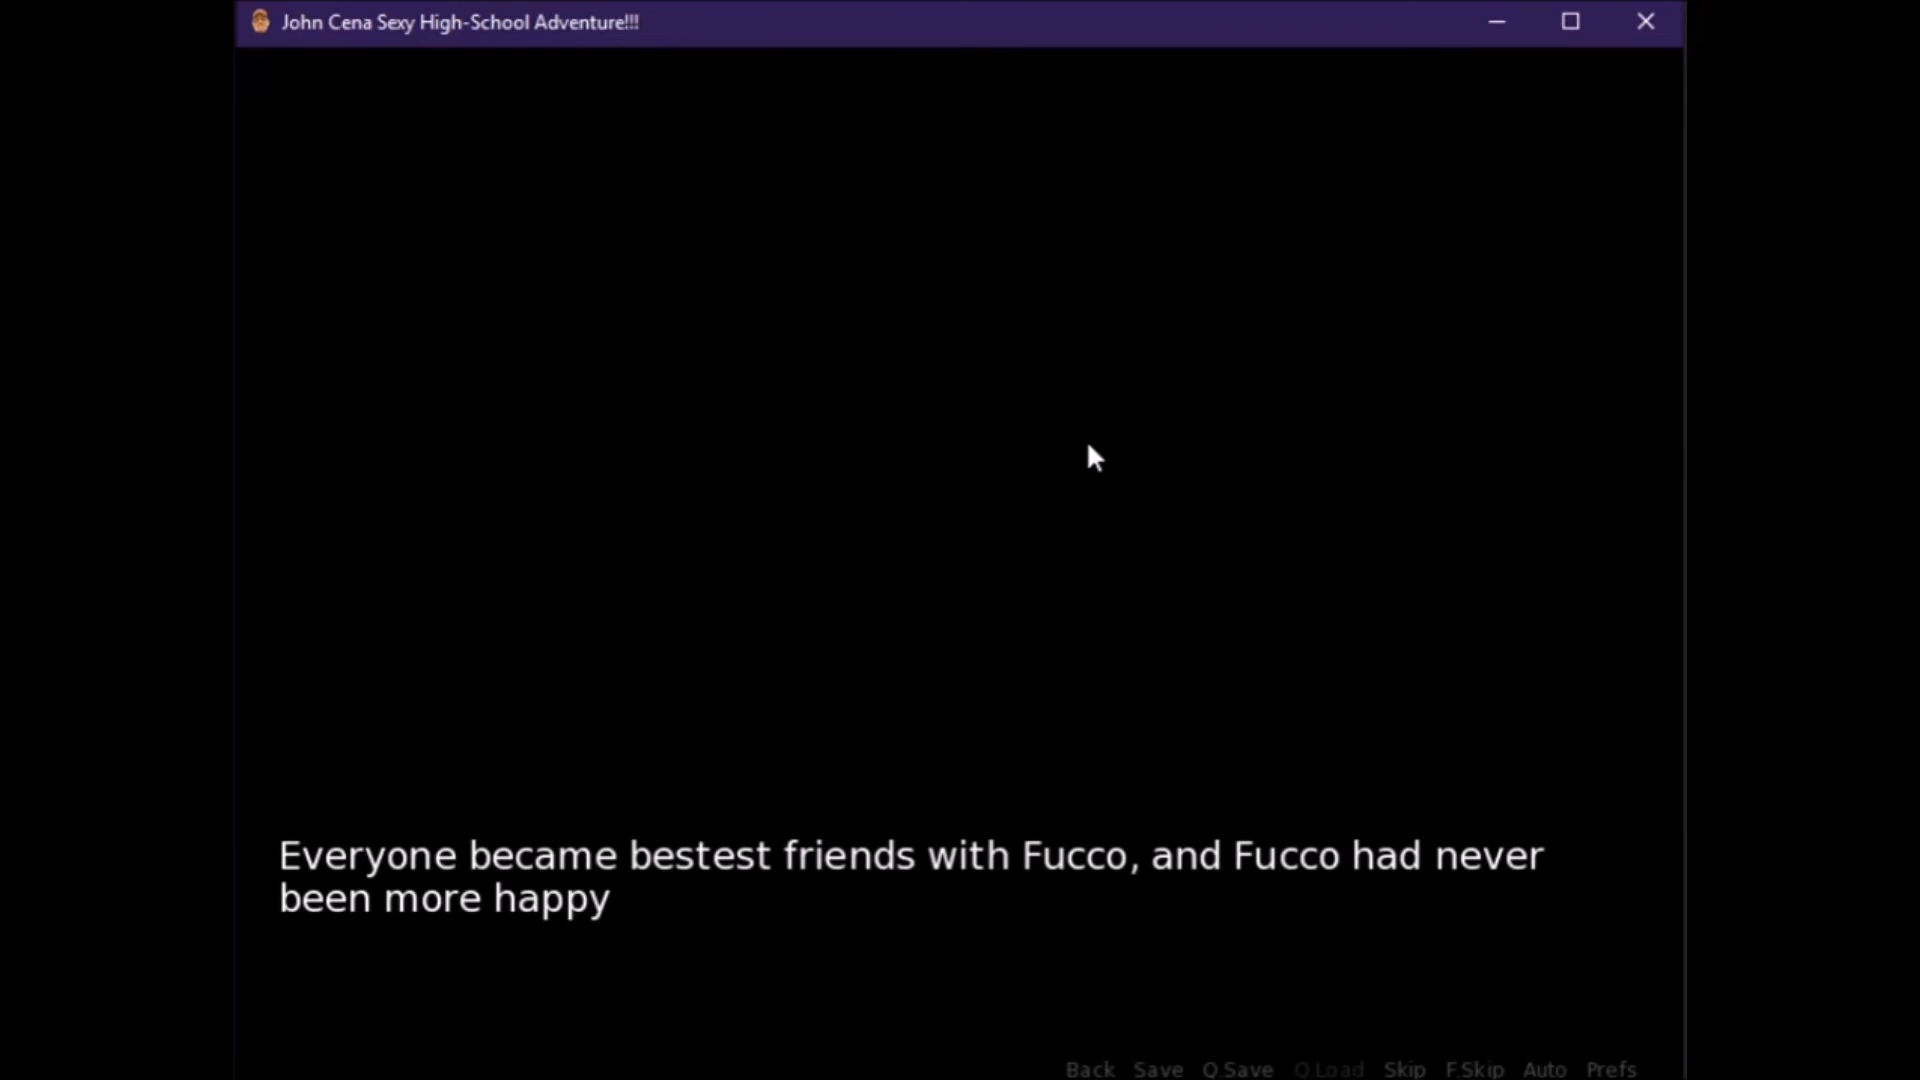 John Cena Sexy High-School Adventure!!!
Everyone became bestest friends with Fucco, and Fucco had never
been more happy
Back Save Q.Save Q.Load Skip F.Skip Auto Prefs